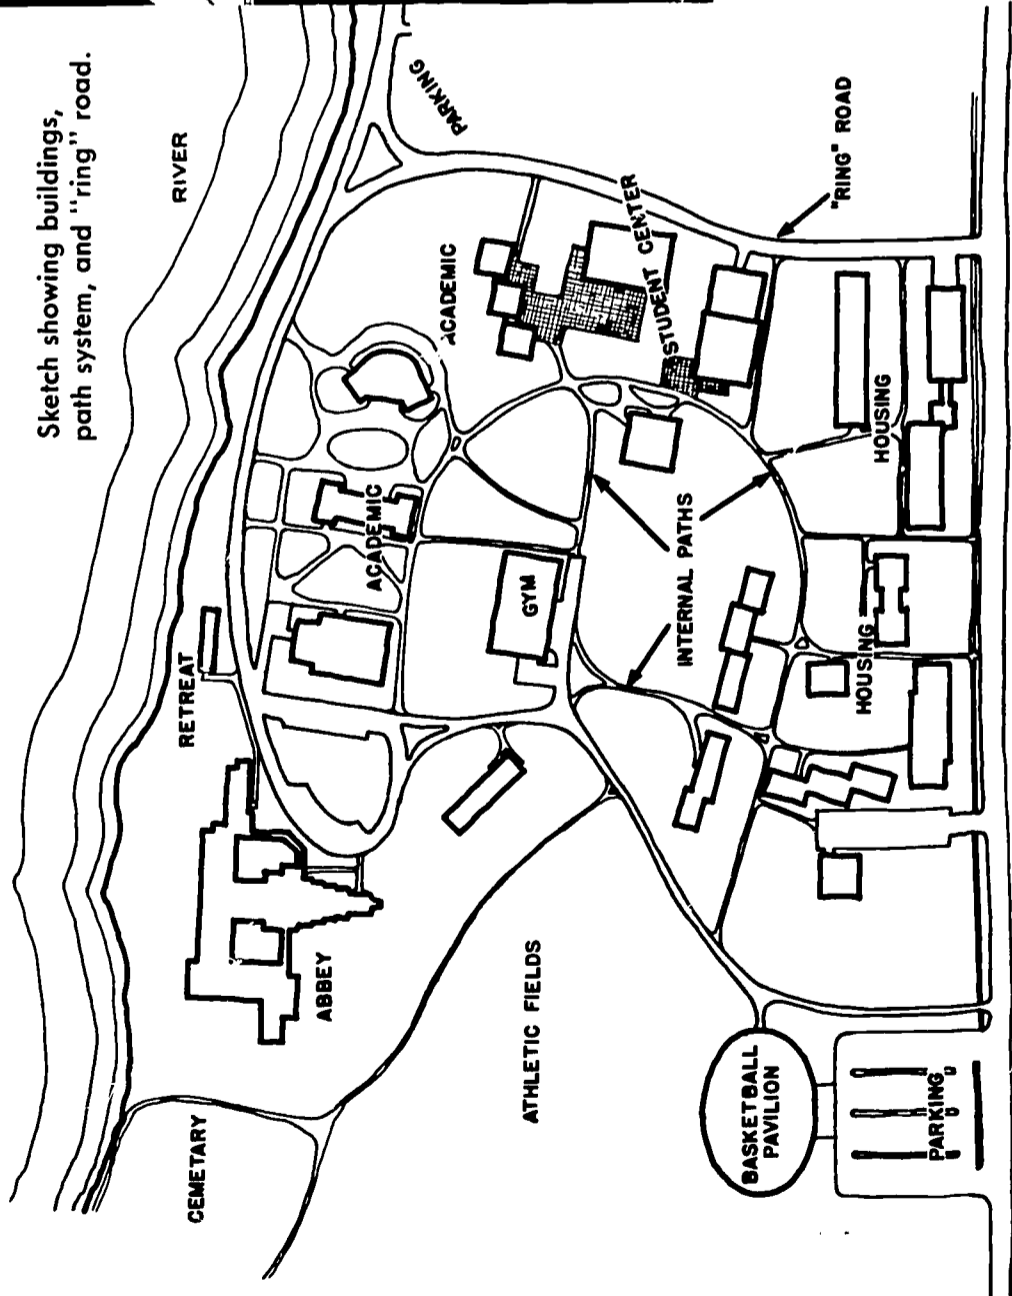 Sketch showing buildings,
path system, and "ring" road.
RIVER
PARKING
"RING" ROAD
STUDENT CENTER
ACADEMIC
ACADEMIC
HOUSING
INTERNAL PATHS
GYM
HOUSING
RETREAT
ABBEY
ATHLETIC FIELDS
CEMETARY
BASKETBALL
PAVILION
PARKING